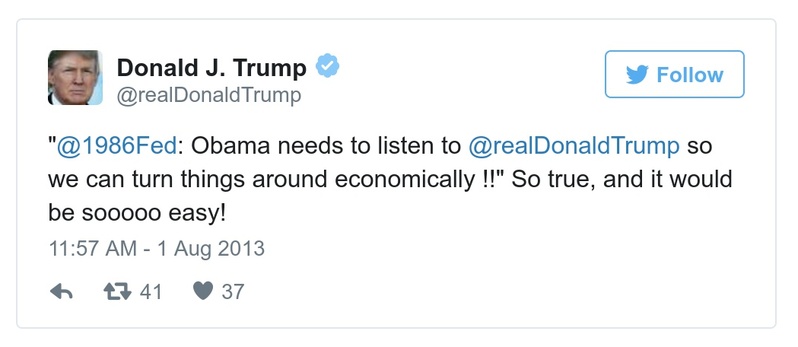 Donald J. Trump
@realDonaldTrump
Follow
"@1986Fed: Obama needs to listen to @realDonaldTrump so
we can turn things around economically !!" So true, and it would
be sooooo easy!
11:57 AM - 1 Aug 2013
41 37